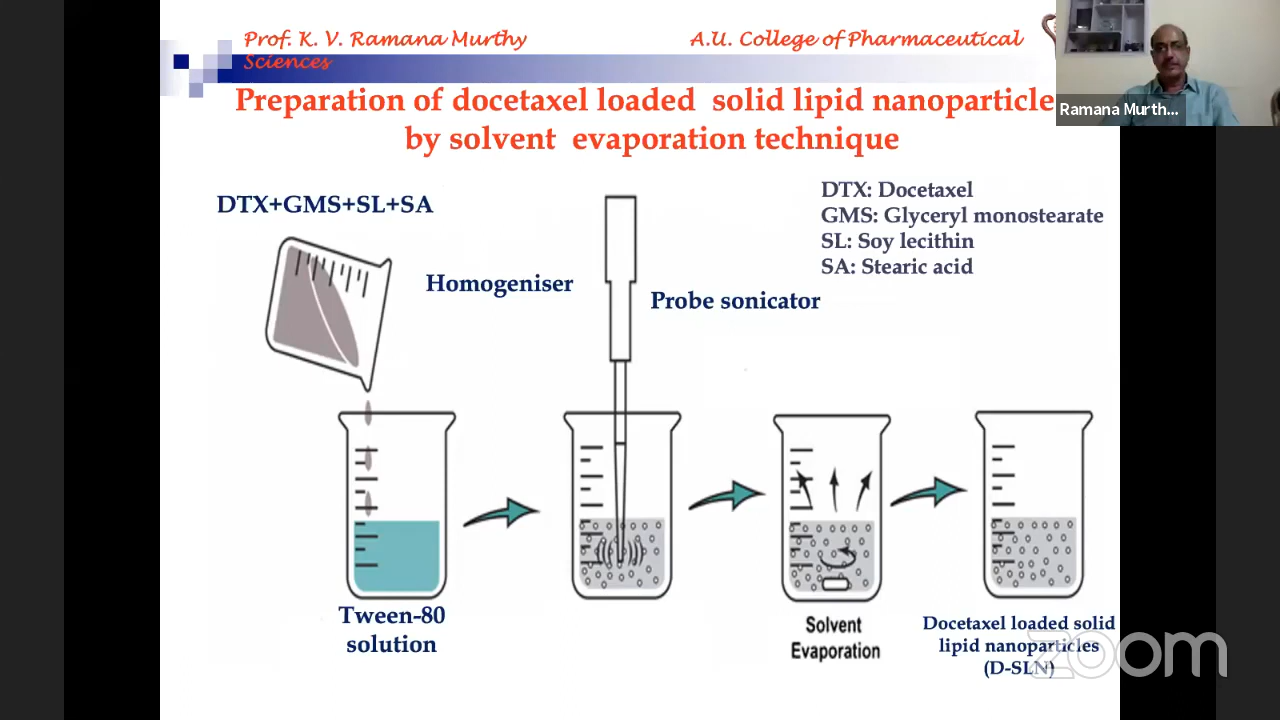 Prof. K. V. Ramana Murthy A.U. College of Pharmaceutical
Sciences
Preparation of docetaxel loaded solid lipid nanoparticle
by solvent evaporation technique
Ramana Murth...
DTX+GMS+SL+SA
DTX: Docetaxel
GMS: Glyceryl monostearate
SL: Soy lecithin
SA: Stearic acid
Homogeniser
Probe sonicator
Tween-80
solution
Solvent
Evaporation
Docetaxel loaded solid
lipid nanoparticles
(D-SLN)
zoom